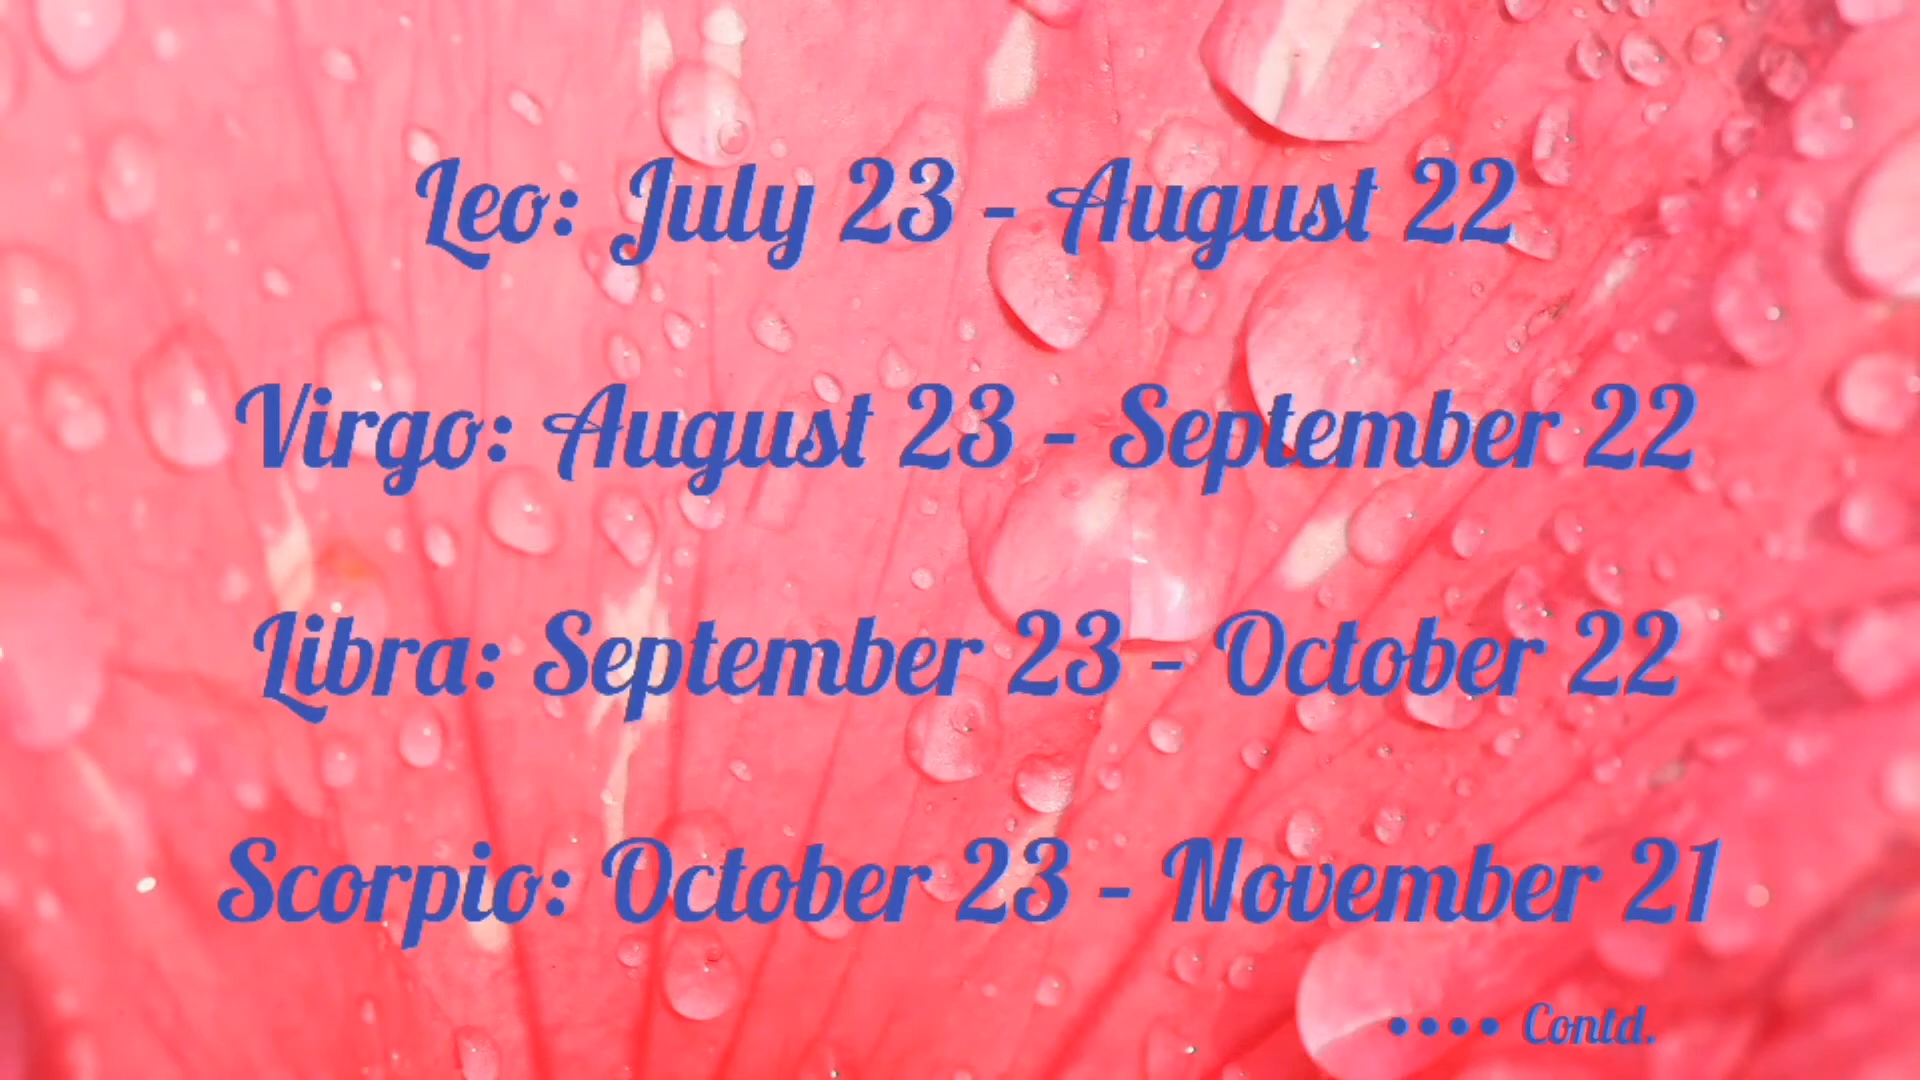 Leo: July 23 - August 22
Virgo: August 23 - September 22
Libra: September 23 - October 22
Scorpio: October 23 - November 21
•••• Contd.